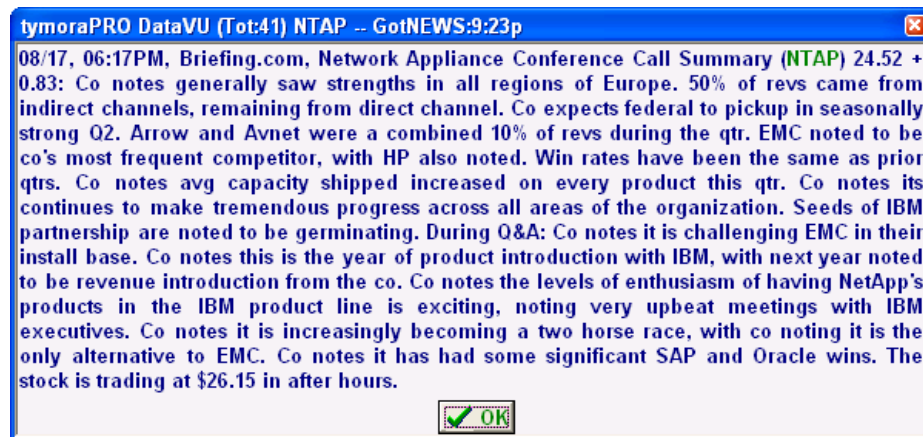 tymoraPRO DataVU (Tot:41) NTAP -- GotNEWS:9:23p
08/17, 06:17PM, Briefing.com, Network Appliance Conference Call Summary (NTAP) 24.52 +
0.83: Co notes generally saw strengths in all regions of Europe. 50% of revs came from
indirect channels, remaining from direct channel. Co expects federal to pickup in seasonally
strong Q2. Arrow and Avnet were a combined 10% of revs during the qtr. EMC noted to be
co's most frequent competitor, with HP also noted. Win rates have been the same as prior
qtrs. Co notes avg capacity shipped increased on every product this qtr. Co notes its
continues to make tremendous progress across all areas of the organization. Seeds of IBM
partnership are noted to be germinating. During Q&A: Co notes it is challenging EMC in their
install base. Co notes this is the year of product introduction with IBM, with next year noted
to be revenue introduction from the co. Co notes the levels of enthusiasm of having NetApp's
products in the IBM product line is exciting, noting very upbeat meetings with IBM
executives. Co notes it is increasingly becoming a two horse race, with co noting it is the
only alternative to EMC. Co notes it has had some significant SAP and Oracle wins. The
stock is trading at $26.15 in after hours.
OK